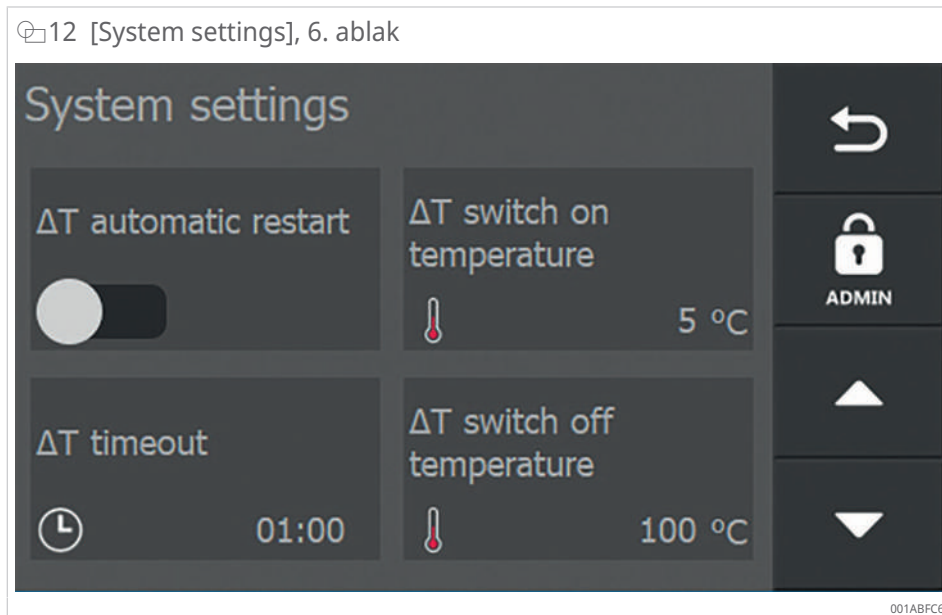 12 [System settings], 6. ablak
System settings
ΔT automatic restart
ΔT switch on
temperature
5 °C
ADMIN
ΔT timeout
01:00
ΔT switch off
temperature
100 °C
001ABFC6